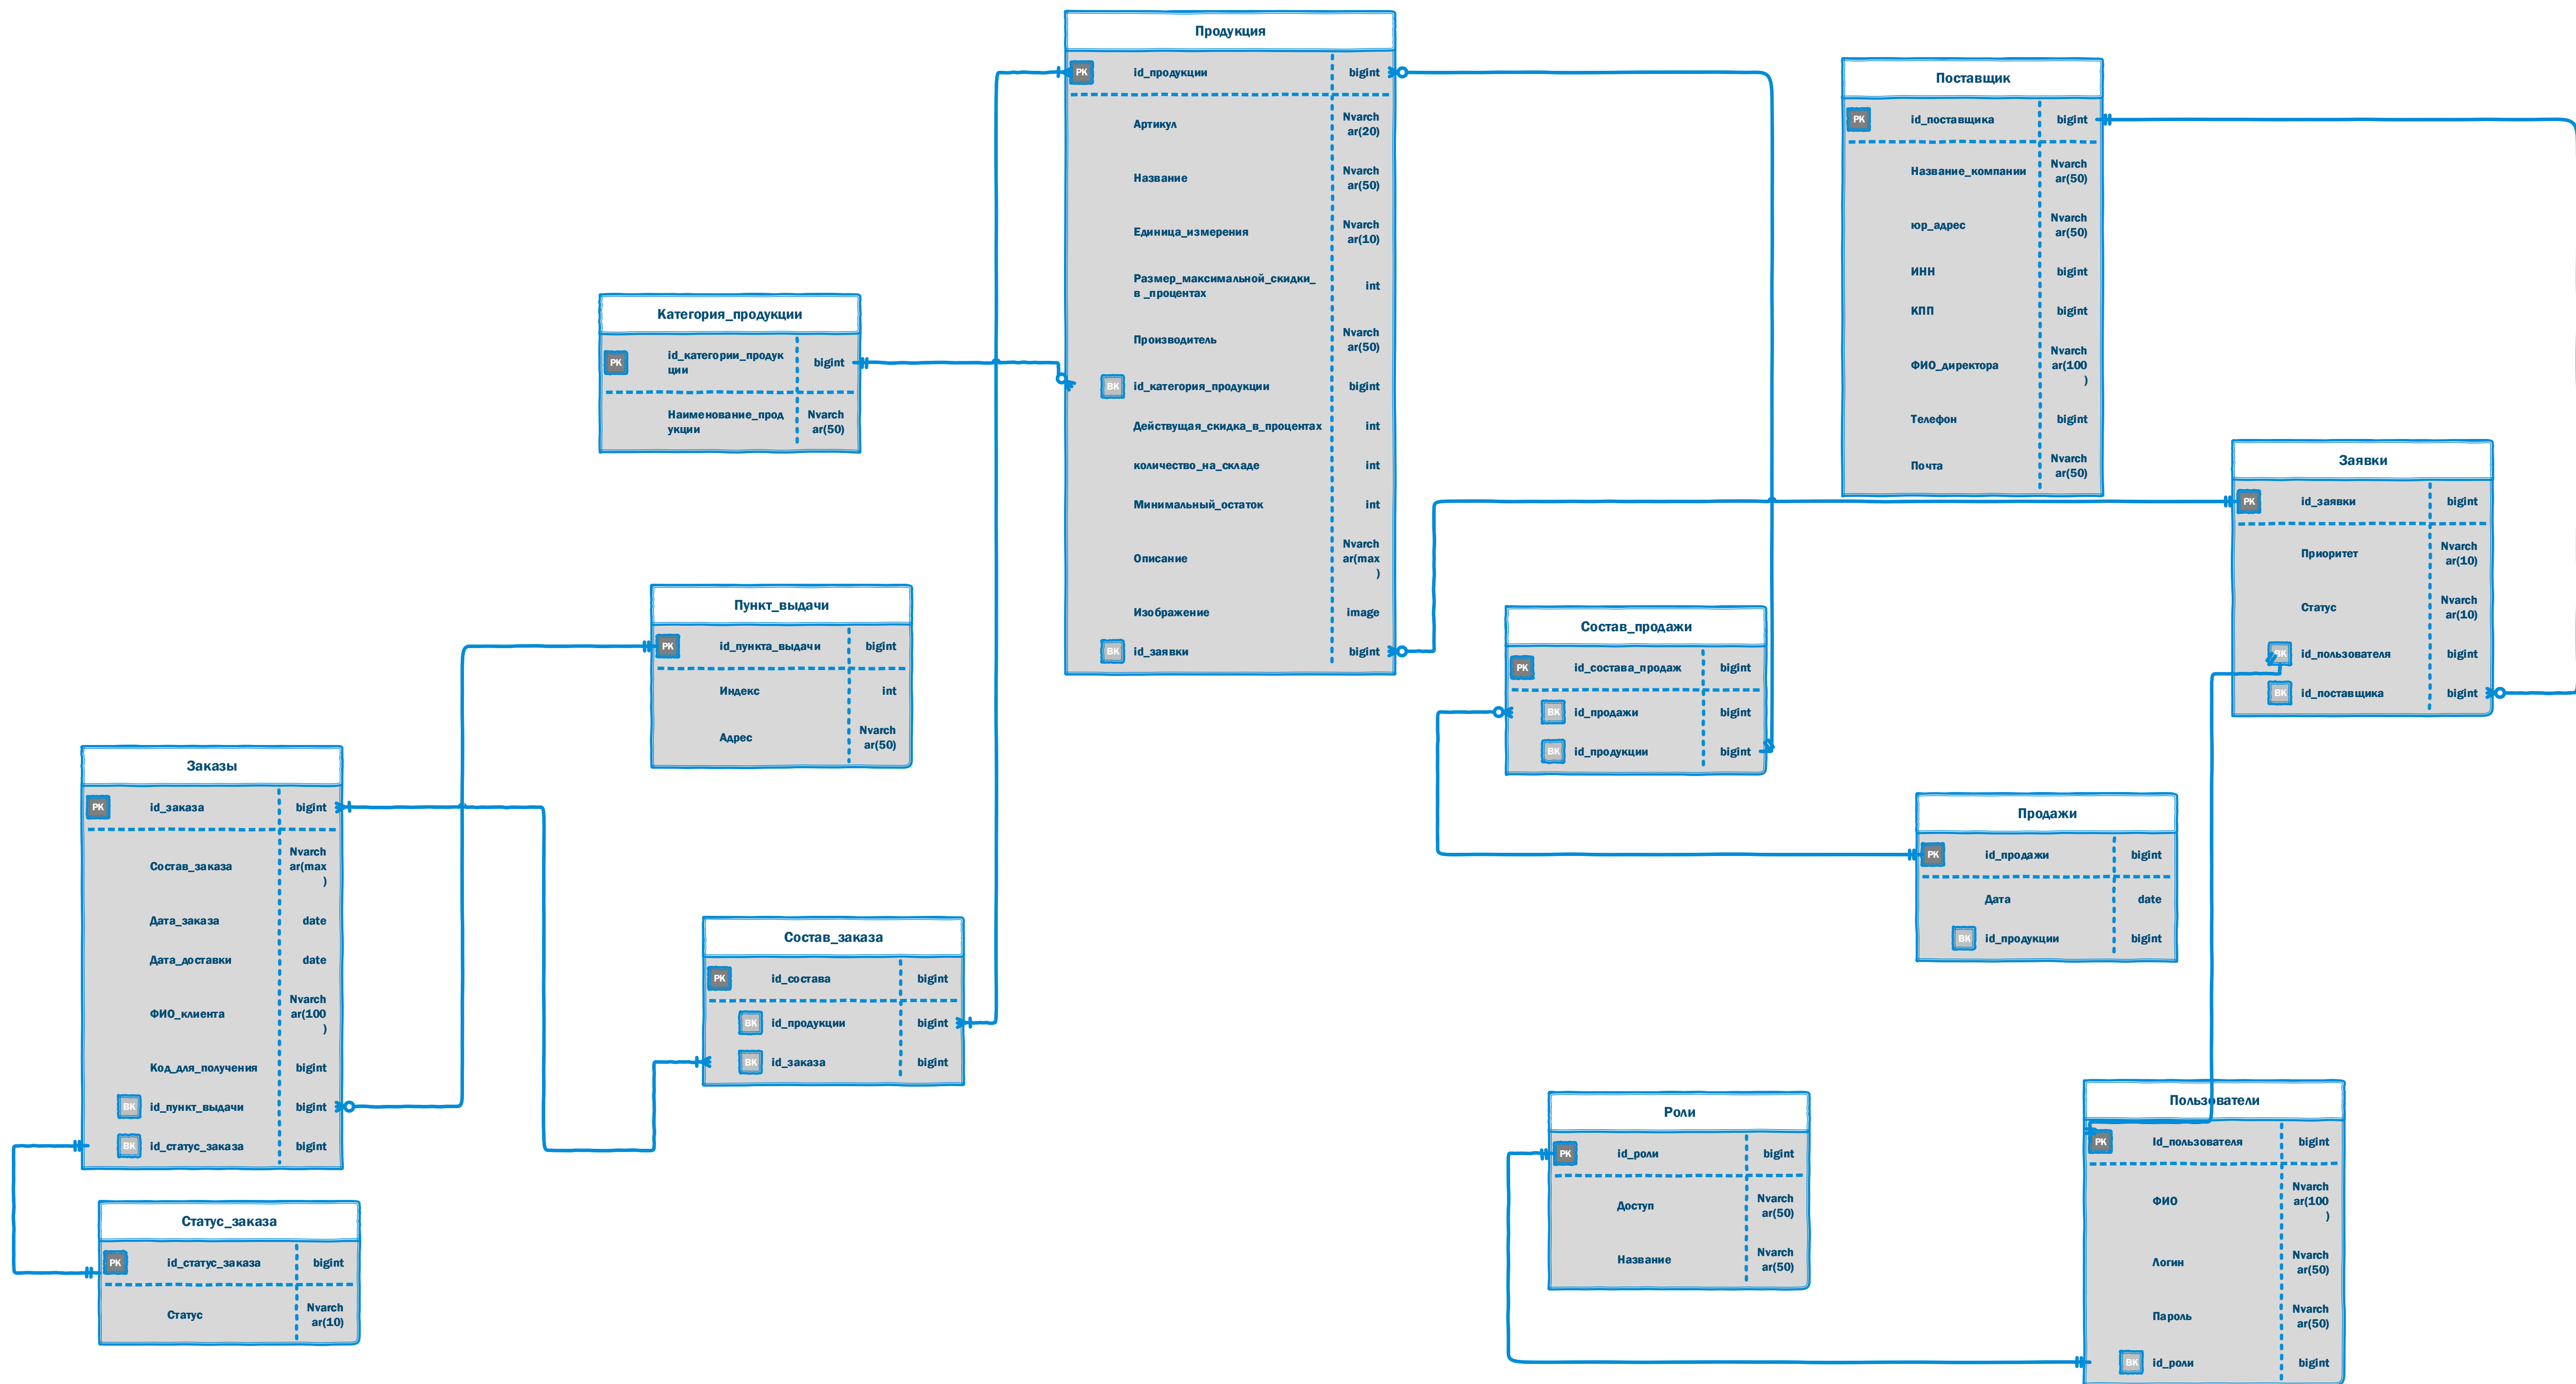 Продукция
PK id_продукции bigint
Артикул Nvarch
ar(20)
Название Nvarch
ar(50)
Единица_измерения Nvarch
ar(10)
Размер_максимальной_скидки_
в _процентах int
Производитель Nvarch
ar(50)
ВК id_категория_продукции bigint
Действущая_скидка_в_процентах int
количество_на_складе int
Минимальный_остаток int
Описание Nvarch
ar(max
)
Изображение image
ВК id_заявки bigint
Поставщик
PK id_поставщика bigint
Название_компании Nvarch
ar(50)
юр_адрес Nvarch
ar(50)
ИНН bigint
КПП bigint
ФИО_директора Nvarch
ar(100
)
Телефон bigint
Почта Nvarch
ar(50)
Категория_продукции
PK id_категории_продук
ции bigint
Наименование_прод
укции Nvarch
ar(50)
Заявки
PK id_заявки bigint
Приоритет Nvarch
ar(10)
Статус Nvarch
ar(10)
ВК id_пользователя bigint
ВК id_поставщика bigint
Пункт_выдачи
PK id_пункта_выдачи bigint
Индекс int
Адрес Nvarch
ar(50)
Состав_продажи
PK id_состава_продаж bigint
ВК id_продажи bigint
ВК id_продукции bigint
Заказы
PK id_заказа bigint
Состав_заказа Nvarch
ar(max
)
Дата_заказа date
Дата_доставки date
ФИО_клиента Nvarch
ar(100
)
Код_для_получения bigint
ВК id_пункт_выдачи bigint
ВК id_статус_заказа bigint
Продажи
PK id_продажи bigint
Дата date
ВК id_продукции bigint
Состав_заказа
PK id_состава bigint
ВК id_продукции bigint
ВК id_заказа bigint
Роли
PK id_роли bigint
Доступ Nvarch
ar(50)
Название Nvarch
ar(50)
Пользователи
PK Id_пользователя bigint
ФИО Nvarch
ar(100
)
Логин Nvarch
ar(50)
Пароль Nvarch
ar(50)
ВК id_роли bigint
Статус_заказа
PK id_статус_заказа bigint
Статус Nvarch
ar(10)